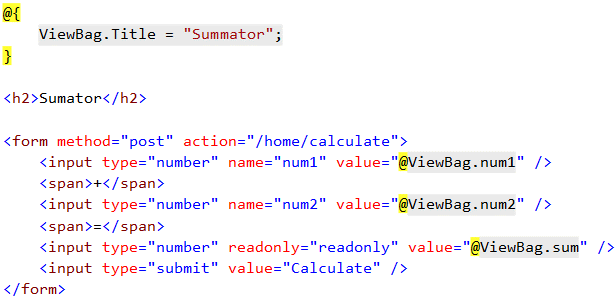 @{
    ViewBag.Title = "Summator";
}
<h2>Sumator</h2>
<form method="post" action="/home/calculate">
    <input type="number" name="num1" value="@ViewBag.num1" />
    <span>+</span>
    <input type="number" name="num2" value="@ViewBag.num2" />
    <span>=</span>
    <input type="number" readonly="readonly" value="@ViewBag.sum" />
    <input type="submit" value="Calculate" />
</form>